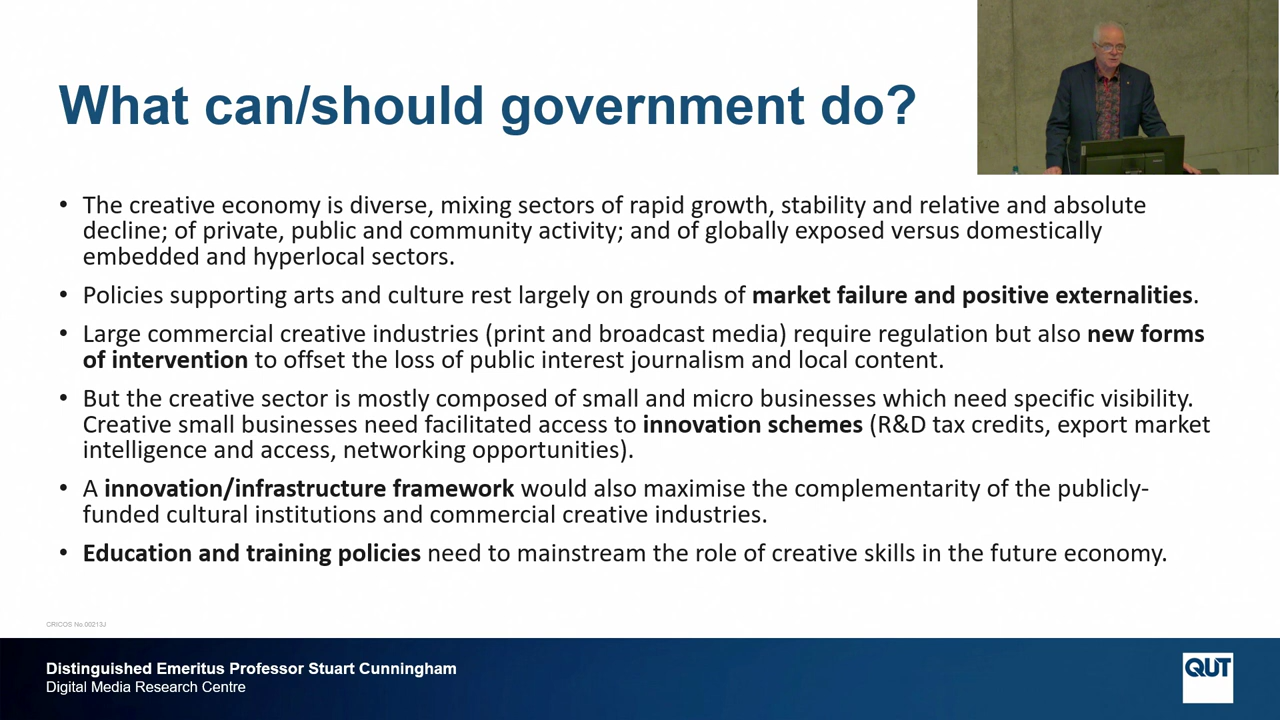 What can/should government do?
• The creative economy is diverse, mixing sectors of rapid growth, stability and relative and absolute
decline; of private, public and community activity; and of globally exposed versus domestically
embedded and hyperlocal sectors.
• Policies supporting arts and culture rest largely on grounds of market failure and positive externalities.
• Large commercial creative industries (print and broadcast media) require regulation but also new forms
of intervention to offset the loss of public interest journalism and local content.
• But the creative sector is mostly composed of small and micro businesses which need specific visibility.
Creative small businesses need facilitated access to innovation schemes (R&D tax credits, export market
intelligence and access, networking opportunities).
• A innovation/infrastructure framework would also maximise the complementarity of the publicly-
funded cultural institutions and commercial creative industries.
• Education and training policies need to mainstream the role of creative skills in the future economy.
CRICOS No.00213J
Distinguished Emeritus Professor Stuart Cunningham
Digital Media Research Centre
QUT